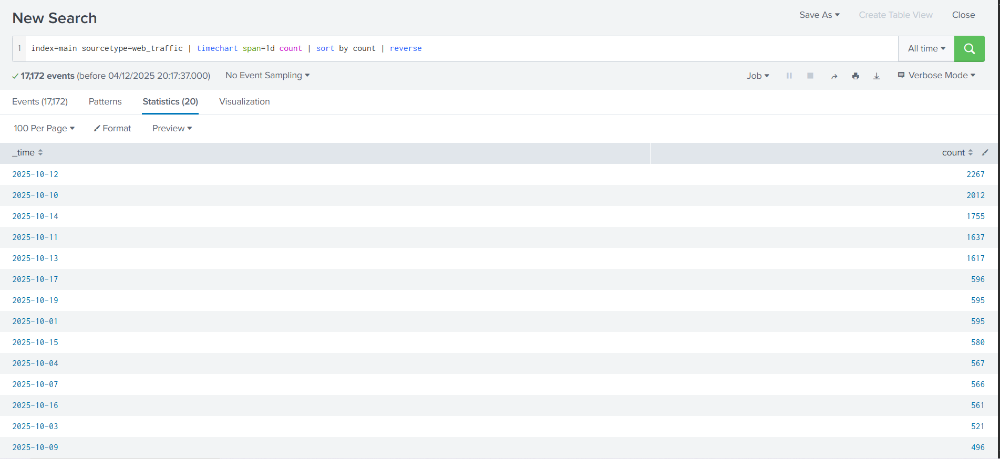 New Search
Save As Create Table View Close
1 index=main sourcetype=web_traffic | timechart span=1d count | sort by count | reverse
All time
17,172 events (before 04/12/2025 20:17:37.000) No Event Sampling
Job Verbose Mode
Events (17,172) Patterns Statistics (20) Visualization
100 Per Page Format Preview
_time count
2025-10-12 2267
2025-10-10 2012
2025-10-14 1755
2025-10-11 1637
2025-10-13 1617
2025-10-17 596
2025-10-19 595
2025-10-01 595
2025-10-15 580
2025-10-04 567
2025-10-07 566
2025-10-16 561
2025-10-03 521
2025-10-09 496